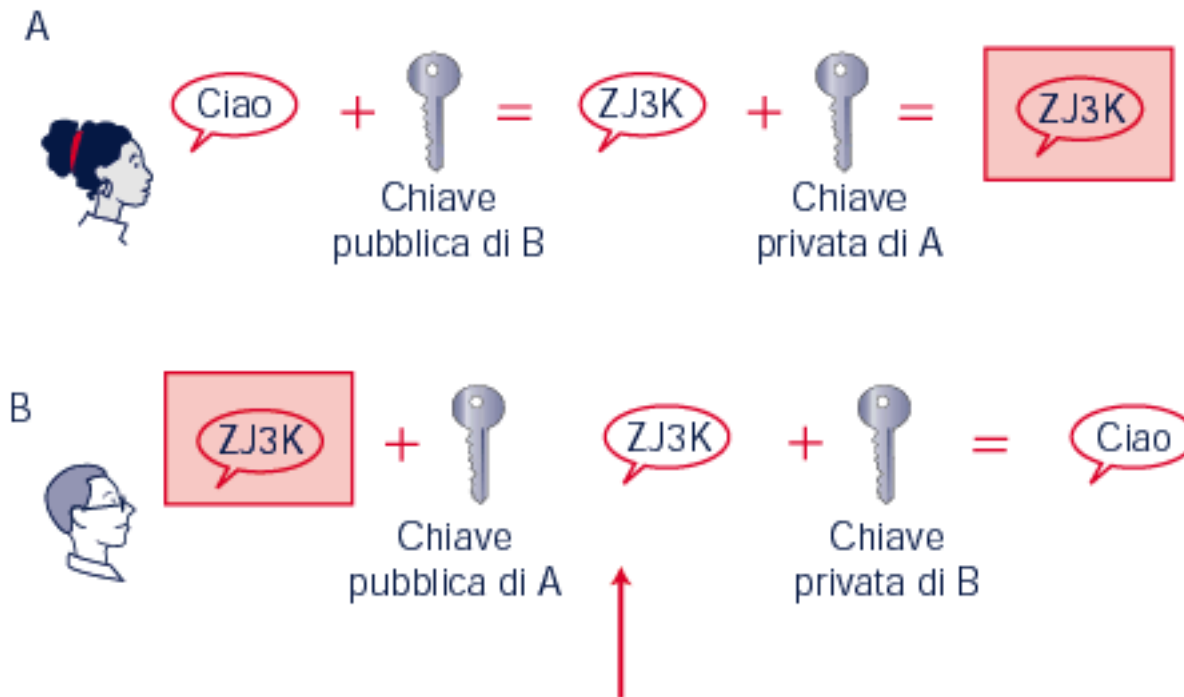 A
Ciao + = ZJ3K + = ZJ3K
Chiave
pubblica di B
Chiave
privata di A
B
ZJ3K + ZJ3K + = Ciao
Chiave
pubblica di A
Chiave
privata di B